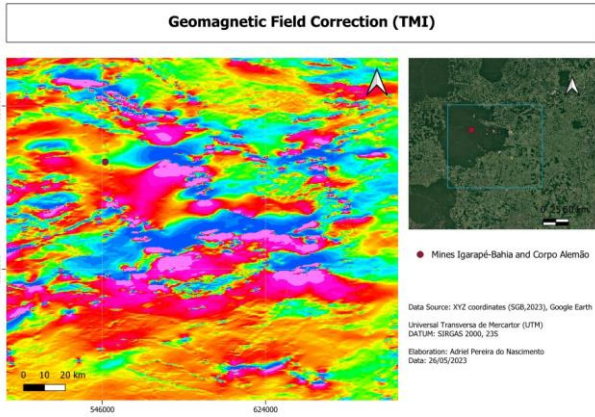 Geomagnetic Field Correction (TMI)
Mines Igarapé-Bahia and Corpo Alemão
Data Source: XYZ coordinates (SGB,2023), Google Earth
Universal Transversa de Mercartor (UTM)
DATUM: SIRGAS 2000, 23S
Elaboration: Adriel Pereira do Nascimento
Data: 26/05/2023
0 10 20 km
546000 624000